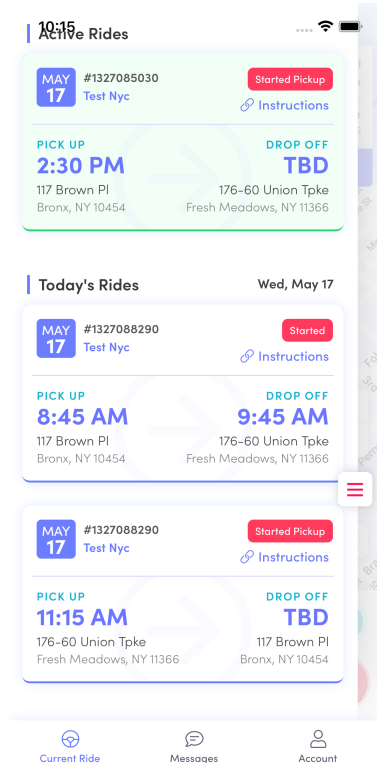 10:15
Active Rides
MAY
17
#1327085030
Test Nyc
Started Pickup
Instructions
PICK UP
2:30 PM
117 Brown Pl
Bronx, NY 10454
DROP OFF
TBD
176-60 Union Tpke
Fresh Meadows, NY 11366
Today's Rides
Wed, May 17
MAY
17
#1327088290
Test Nyc
Started
Instructions
PICK UP
8:45 AM
117 Brown Pl
Bronx, NY 10454
DROP OFF
9:45 AM
176-60 Union Tpke
Fresh Meadows, NY 11366
MAY
17
#1327088290
Test Nyc
Started Pickup
Instructions
PICK UP
11:15 AM
176-60 Union Tpke
Fresh Meadows, NY 11366
DROP OFF
TBD
117 Brown Pl
Bronx, NY 10454
Current Ride
Messages
Account